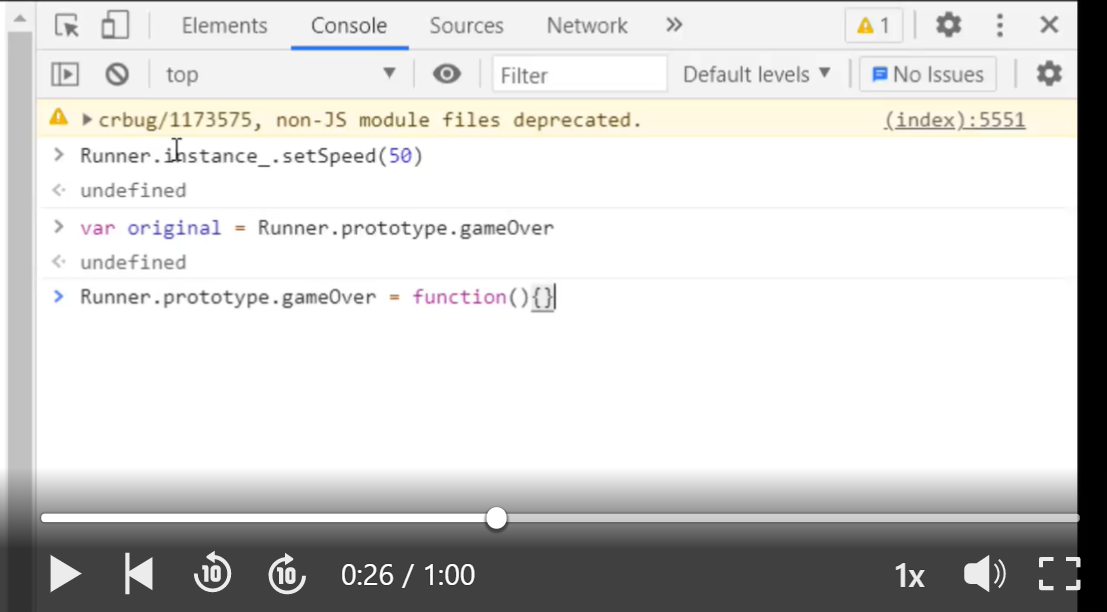 Elements Console Sources Network » 1
top Filter Default levels ▼ No Issues
crbug/1173575, non-JS module files deprecated. (index):5551
> Runner.instance_.setSpeed(50)
undefined
> var original = Runner.prototype.gameOver
undefined
> Runner.prototype.gameOver = function(){}
10 10 0:26 / 1:00 1x